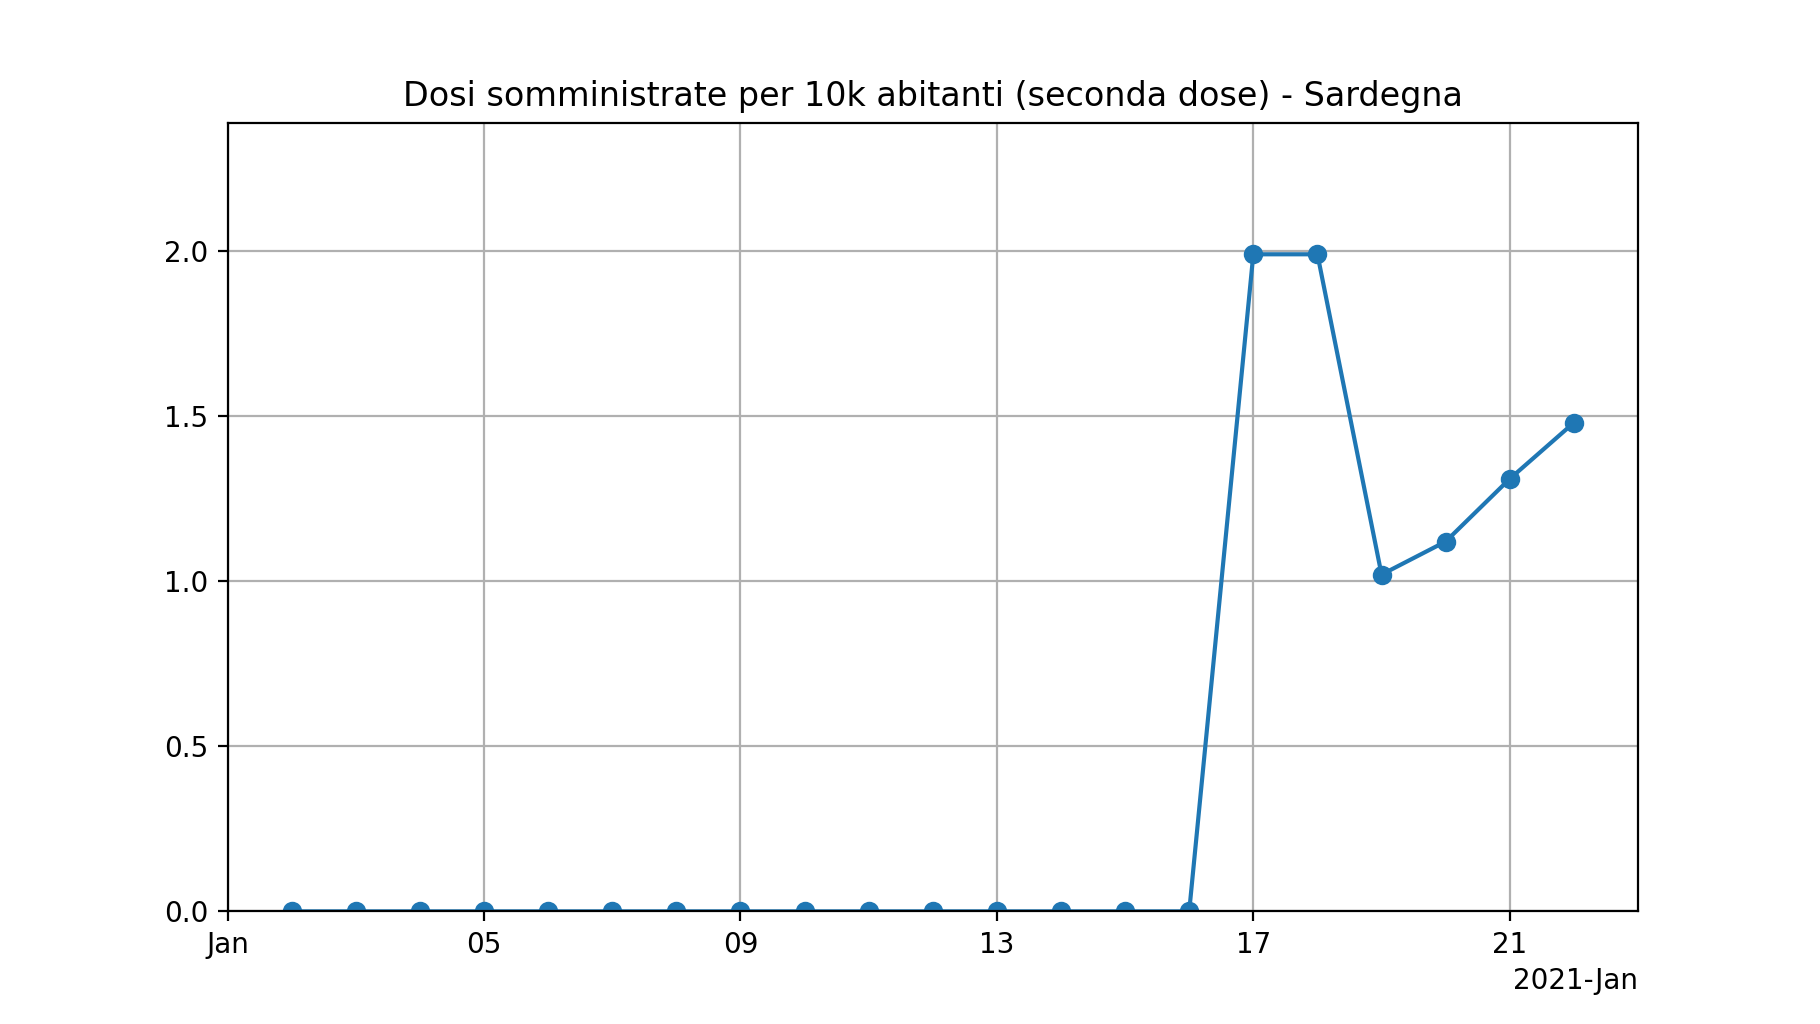 Dosi somministrate per 10k abitanti (seconda dose) - Sardegna
2.0
1.5
1.0
0.5
0.0
Jan 05 09 13 17 21
2021-Jan